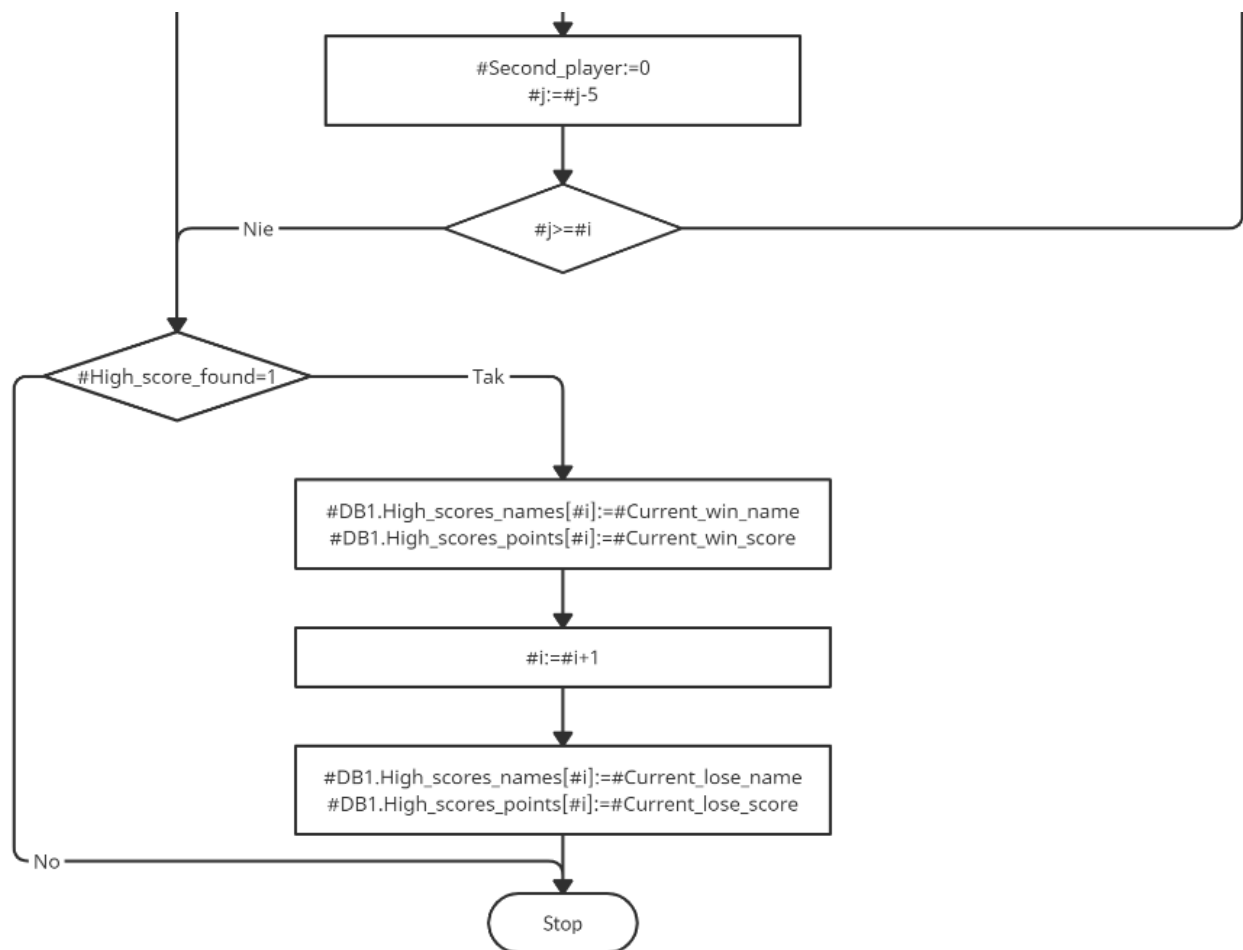 #Second_player:=0
#j:=#j-5
Nie
#j>=#i
#High_score_found=1
Tak
#DB1.High_scores_names[#i]:=#Current_win_name
#DB1.High_scores_points[#i]:=#Current_win_score
#i:=#i+1
#DB1.High_scores_names[#i]:=#Current_lose_name
#DB1.High_scores_points[#i]:=#Current_lose_score
No
Stop